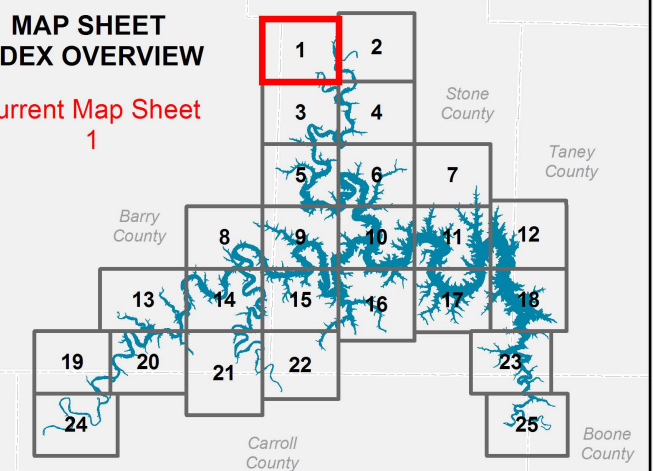 MAP SHEET
DEX OVERVIEW
urrent Map Sheet
1
1
2
Stone
County
3
4
Taney
County
5
6
7
Barry
County
8
9
10
11
12
13
14
15
16
17
18
19
20
21
22
23
24
25
Carroll
County
Boone
County